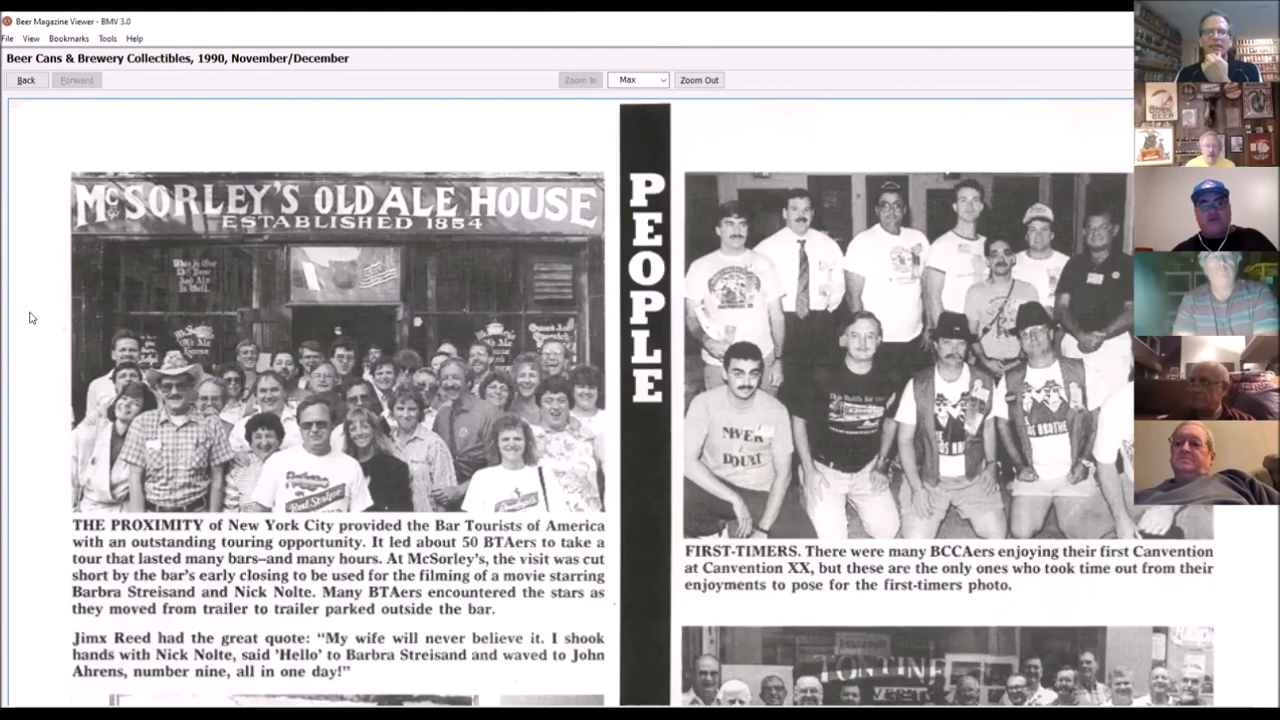 Beer Magazine Viewer - BMV 3.0
File View Bookmarks Tools Help
Beer Cans & Brewery Collectibles, 1990, November/December
Back Forward Zoom In Max Zoom Out
McSORLEY'S OLD ALE HOUSE
ESTABLISHED 1854
PEOPLE
THE PROXIMITY of New York City provided the Bar Tourists of America
with an outstanding touring opportunity. It led about 50 BTAers to take a
tour that lasted many bars--and many hours. At McSorley's, the visit was cut
short by the bar's early closing to be used for the filming of a movie starring
Barbra Streisand and Nick Nolte. Many BTAers encountered the stars as
they moved from trailer to trailer parked outside the bar.
Jimx Reed had the great quote: "My wife will never believe it. I shook
hands with Nick Nolte, said 'Hello' to Barbra Streisand and waved to John
Ahrens, number nine, all in one day!"
NEVER
DOUBT
FIRST-TIMERS. There were many BCCAers enjoying their first Canvention
at Canvention XX, but these are the only ones who took time out from their
enjoyments to pose for the first-timers photo.
TONTINE